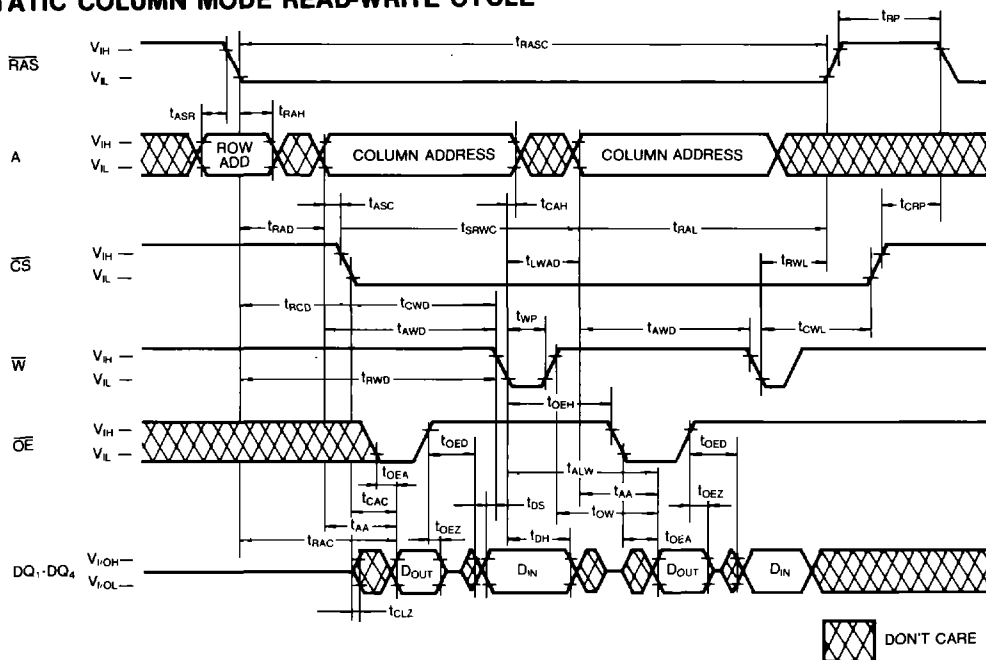 STATIC COLUMN MODE READ-WRITE CYCLE
tRP
VIH
tRASC
RAS
VIL
tASR
tRAH
VIH
ROW ADD
COLUMN ADDRESS
COLUMN ADDRESS
A
VIL
tASC
tCAH
tCRP
tRAD
tSRWC
tRAL
VIH
CS
tLWAD
tRWL
VIL
tRCD
tCWD
tWP
tCWL
tAWD
tAWD
VIH
W
VIL
tRWD
tOEH
VIH
OE
tOED
tOED
VIL
tALW
tOEA
tAA
tOEZ
tCAC
tDS
tOW
tAA
tOEZ
tRAC
tDH
tOEA
VI/OH
DQ1-DQ4
DOUT
DIN
DOUT
DIN
VI/OL
tCLZ
DON'T CARE